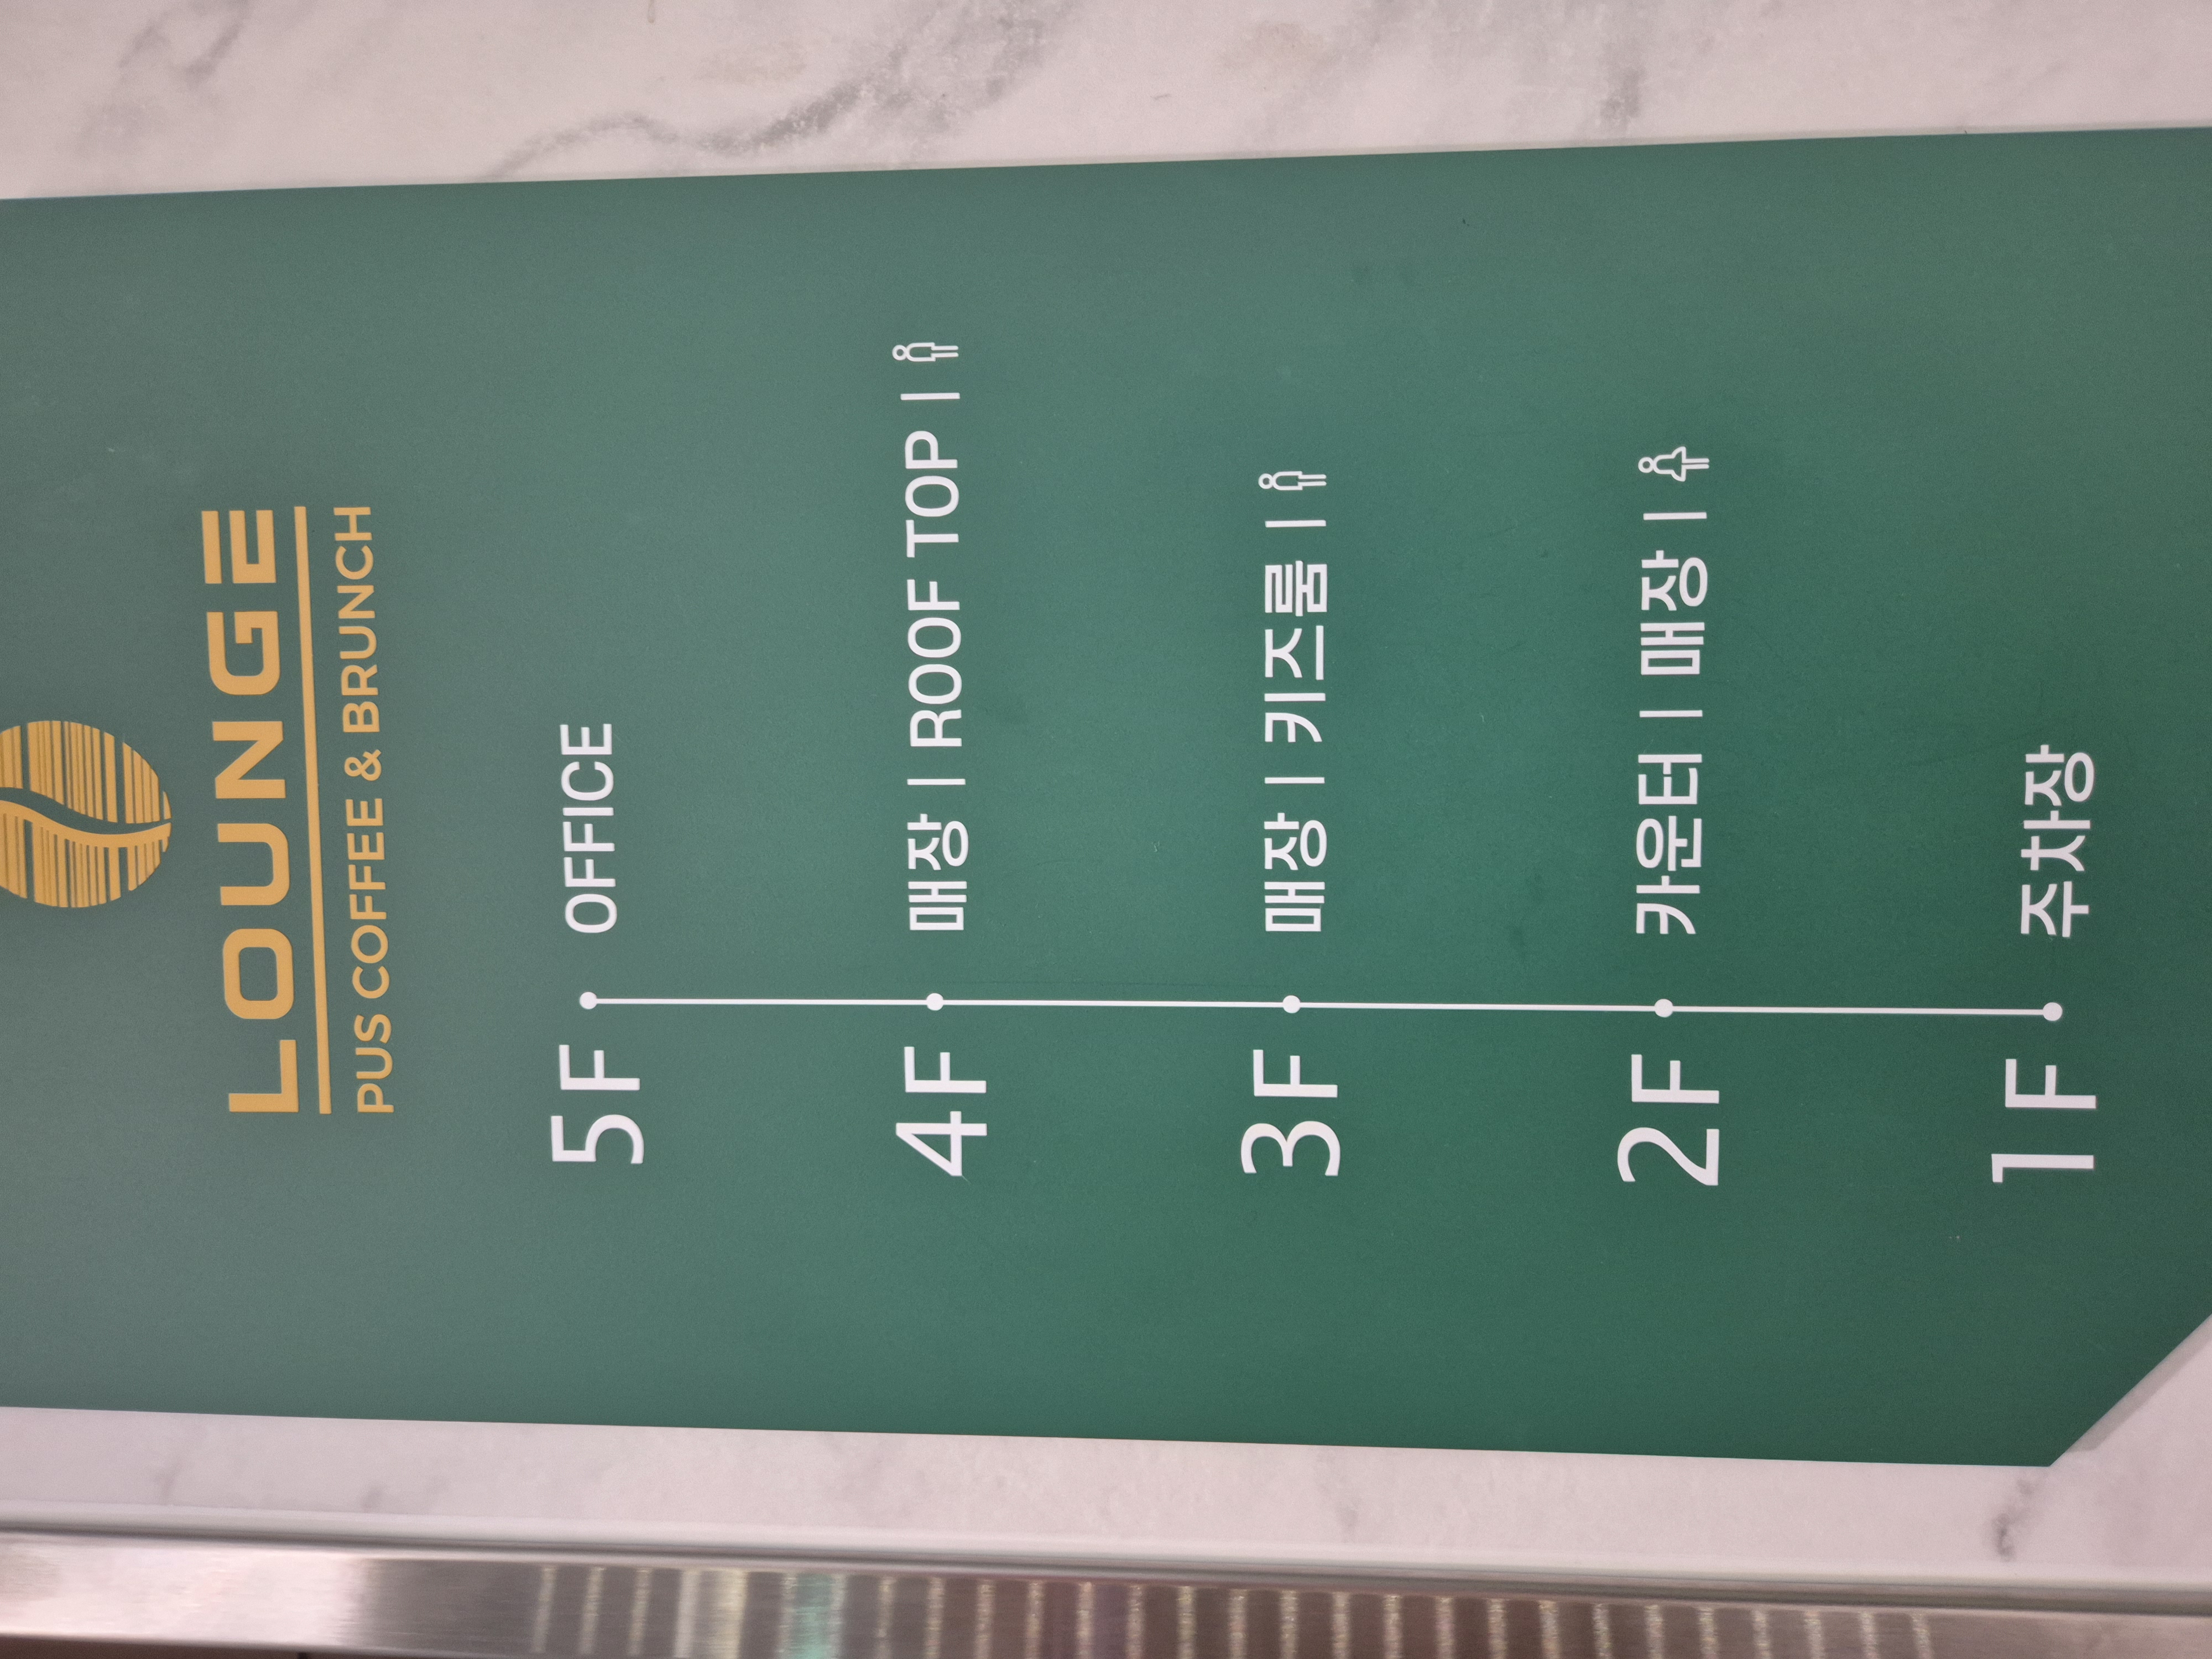 LOUNGE
PUS COFFEE & BRUNCH
5F OFFICE
4F 매장 | ROOF TOP |
3F 매장 | 키즈룸 |
2F 카운터 | 매장 |
1F 주차장